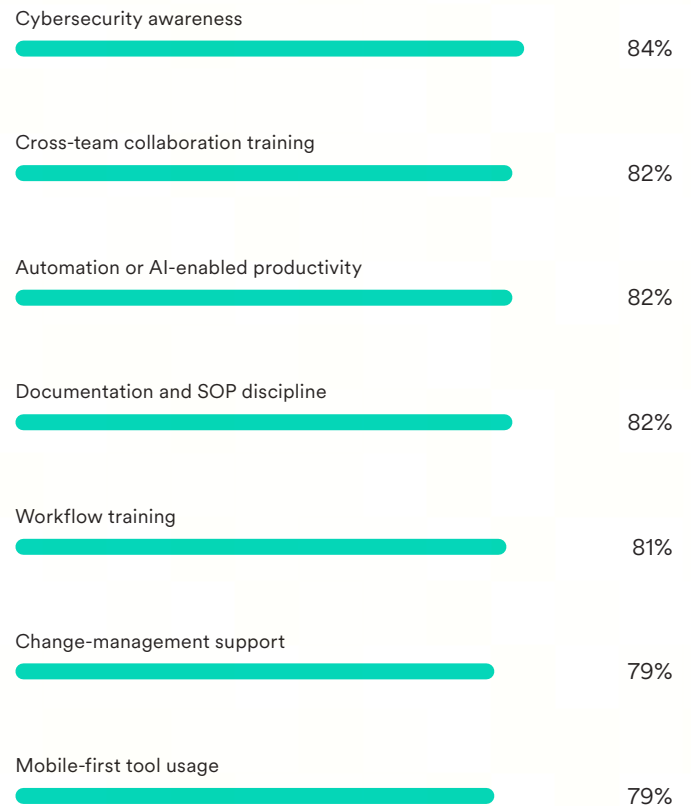 Cybersecurity awareness
84%
Cross-team collaboration training
82%
Automation or AI-enabled productivity
82%
Documentation and SOP discipline
82%
Workflow training
81%
Change-management support
79%
Mobile-first tool usage
79%